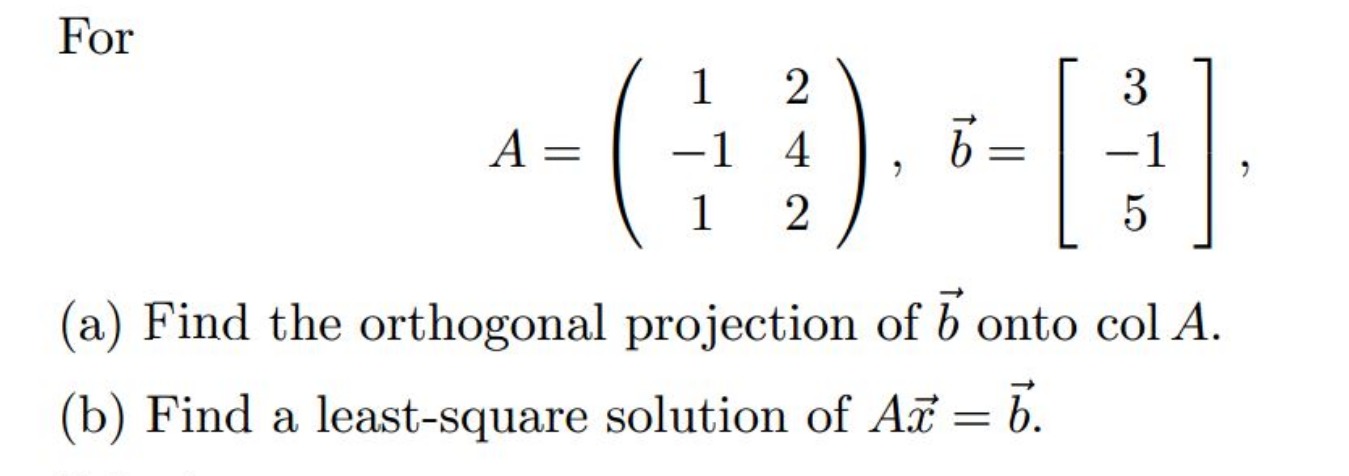 For
A = ( 1 2 −1 4 1 2 ), b⃗ = [ 3 −1 5 ],
(a) Find the orthogonal projection of b⃗ onto col A.
(b) Find a least-square solution of Ax⃗ = b⃗.